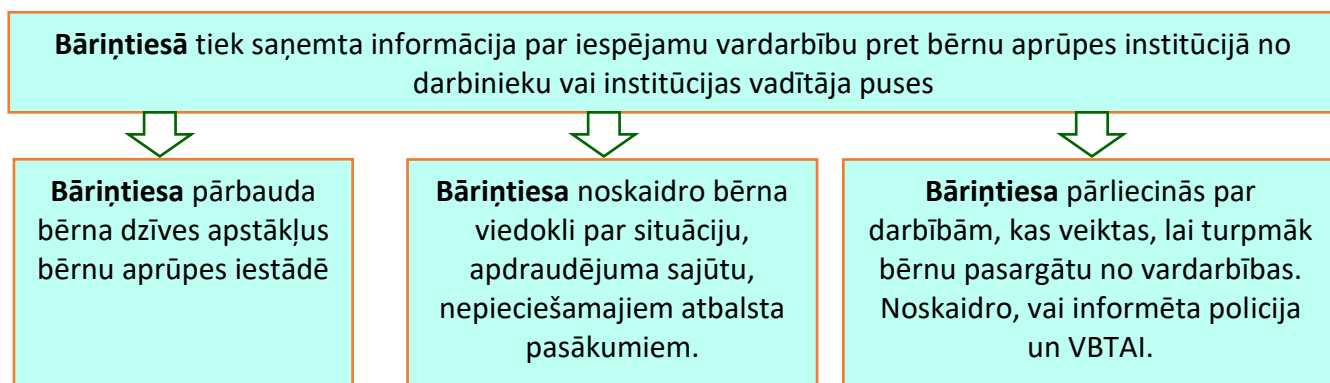 Bāriņtiesā tiek saņemta informācija par iespējamu vardarbību pret bērnu aprūpes institūcijā no
darbinieku vai institūcijas vadītāja puses
Bāriņtiesa pārbauda
bērna dzīves apstākļus
bērnu aprūpes iestādē
Bāriņtiesa noskaidro bērna
viedokli par situāciju,
apdraudējuma sajūtu,
nepieciešamajiem atbalsta
pasākumiem.
Bāriņtiesa pārliecinās par
darbībām, kas veiktas, lai turpmāk
bērnu pasargātu no vardarbības.
Noskaidro, vai informēta policija
un VBTAI.